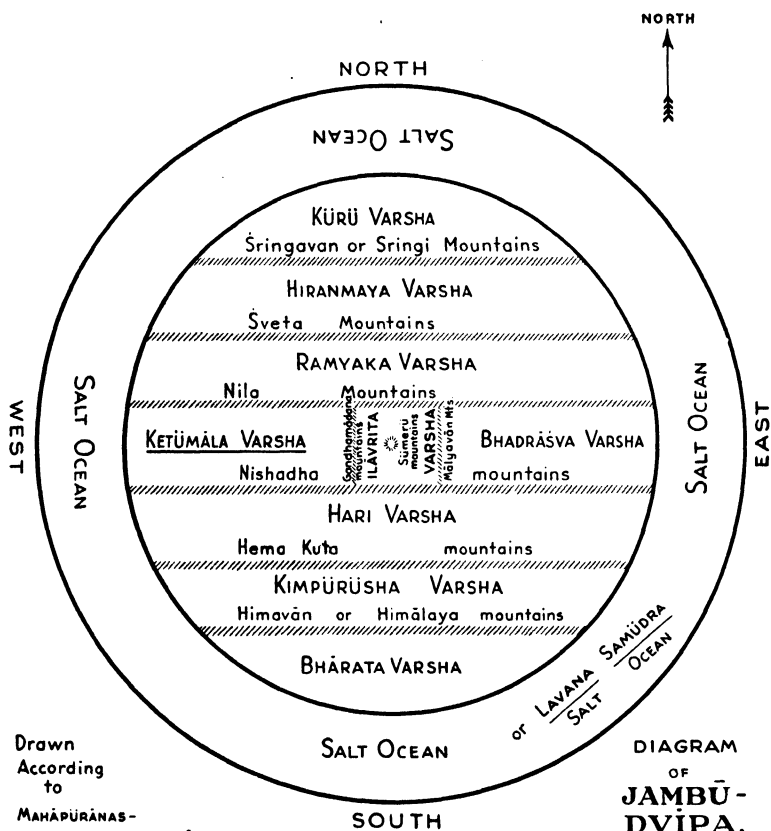 NORTH
NORTH
SALT OCEAN
KŪRŪ VARSHA
Śringavan or Sringi Mountains
HIRANMAYA VARSHA
Śveta Mountains
RAMYAKA VARSHA
Nila Mountains
WEST
SALT OCEAN
KETŪMĀLA VARSHA
Gandhamādana
mountains
ILĀVRITA
Sūmeru
mountains
VARSHA
Mālyavān Mts.
BHADRĀŚVA VARSHA
SALT OCEAN
EAST
Nishadha mountains
HARI VARSHA
Hema Kuta mountains
KIMPŪRŪSHA VARSHA
Himavān or Himālaya mountains
BHĀRATA VARSHA
or LAVANA SAMŪDRA
SALT OCEAN
SALT OCEAN
SOUTH
Drawn
According
to
MAHĀPŪRĀNAS-
DIAGRAM
OF
JAMBŪ-
DVĪPA.